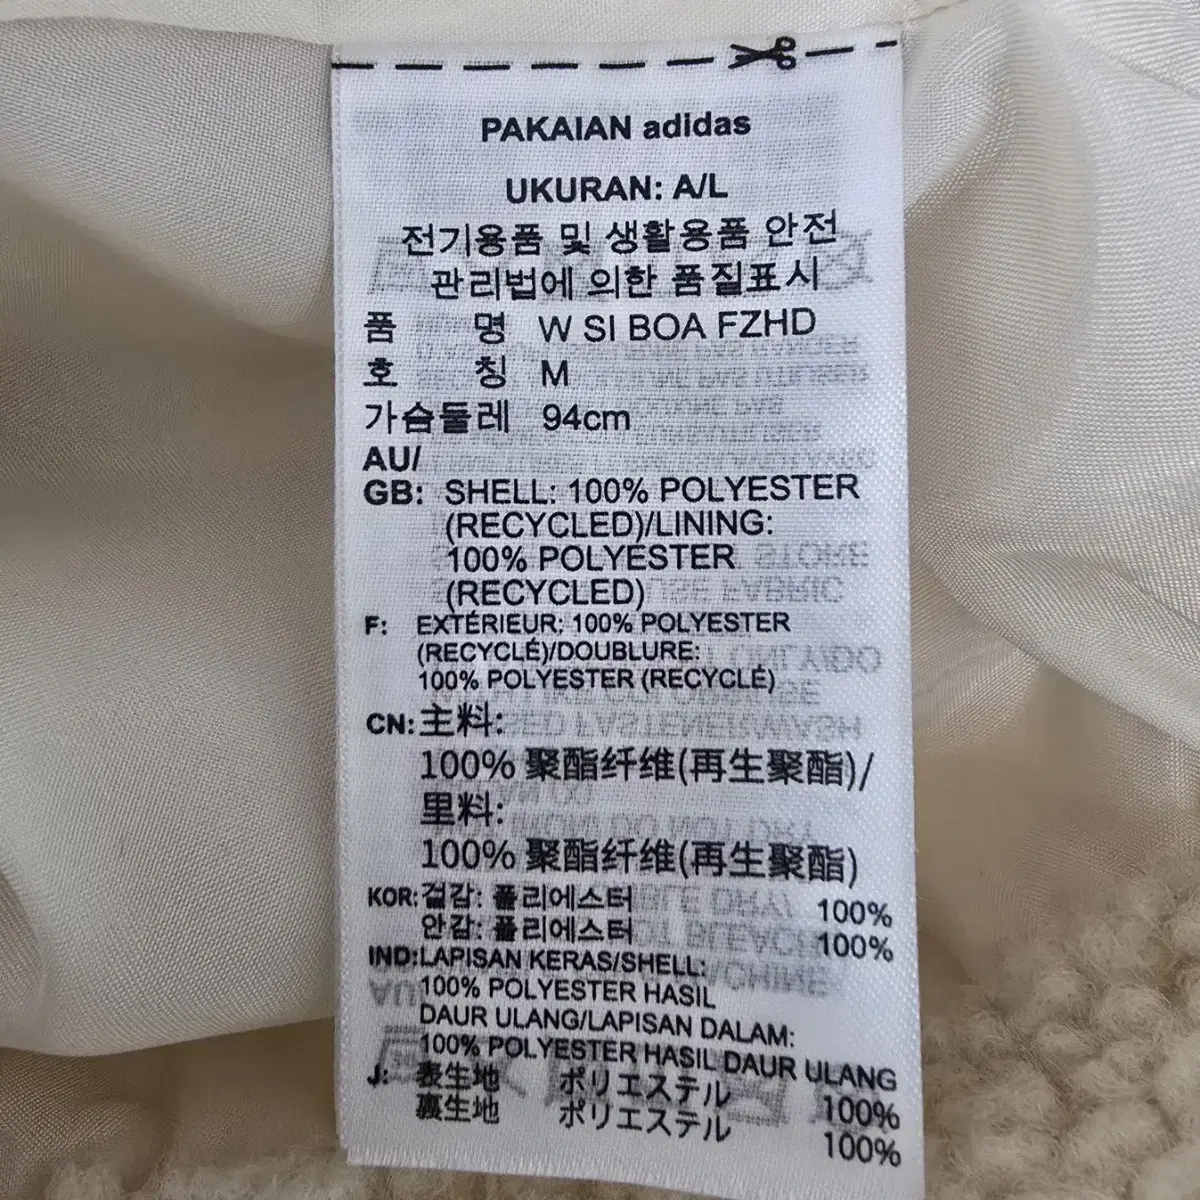 PAKAIAN adidas
UKURAN: A/L
전기용품 및 생활용품 안전
관리법에 의한 품질표시
품 명 W SI BOA FZHD
호 칭 M
가슴둘레 94cm
AU/
GB: SHELL: 100% POLYESTER
(RECYCLED)/LINING:
100% POLYESTER
(RECYCLED)
F: EXTÉRIEUR: 100% POLYESTER
(RECYCLÉ)/DOUBLURE:
100% POLYESTER (RECYCLÉ)
CN: 主料:
100% 聚酯纤维(再生聚酯)/
里料:
100% 聚酯纤维(再生聚酯)
KOR: 겉감: 폴리에스터 100%
안감: 폴리에스터 100%
IND: LAPISAN KERAS/SHELL:
100% POLYESTER HASIL
DAUR ULANG/LAPISAN DALAM:
100% POLYESTER HASIL DAUR ULANG
J: 表生地 ポリエステル 100%
裏生地 ポリエステル 100%